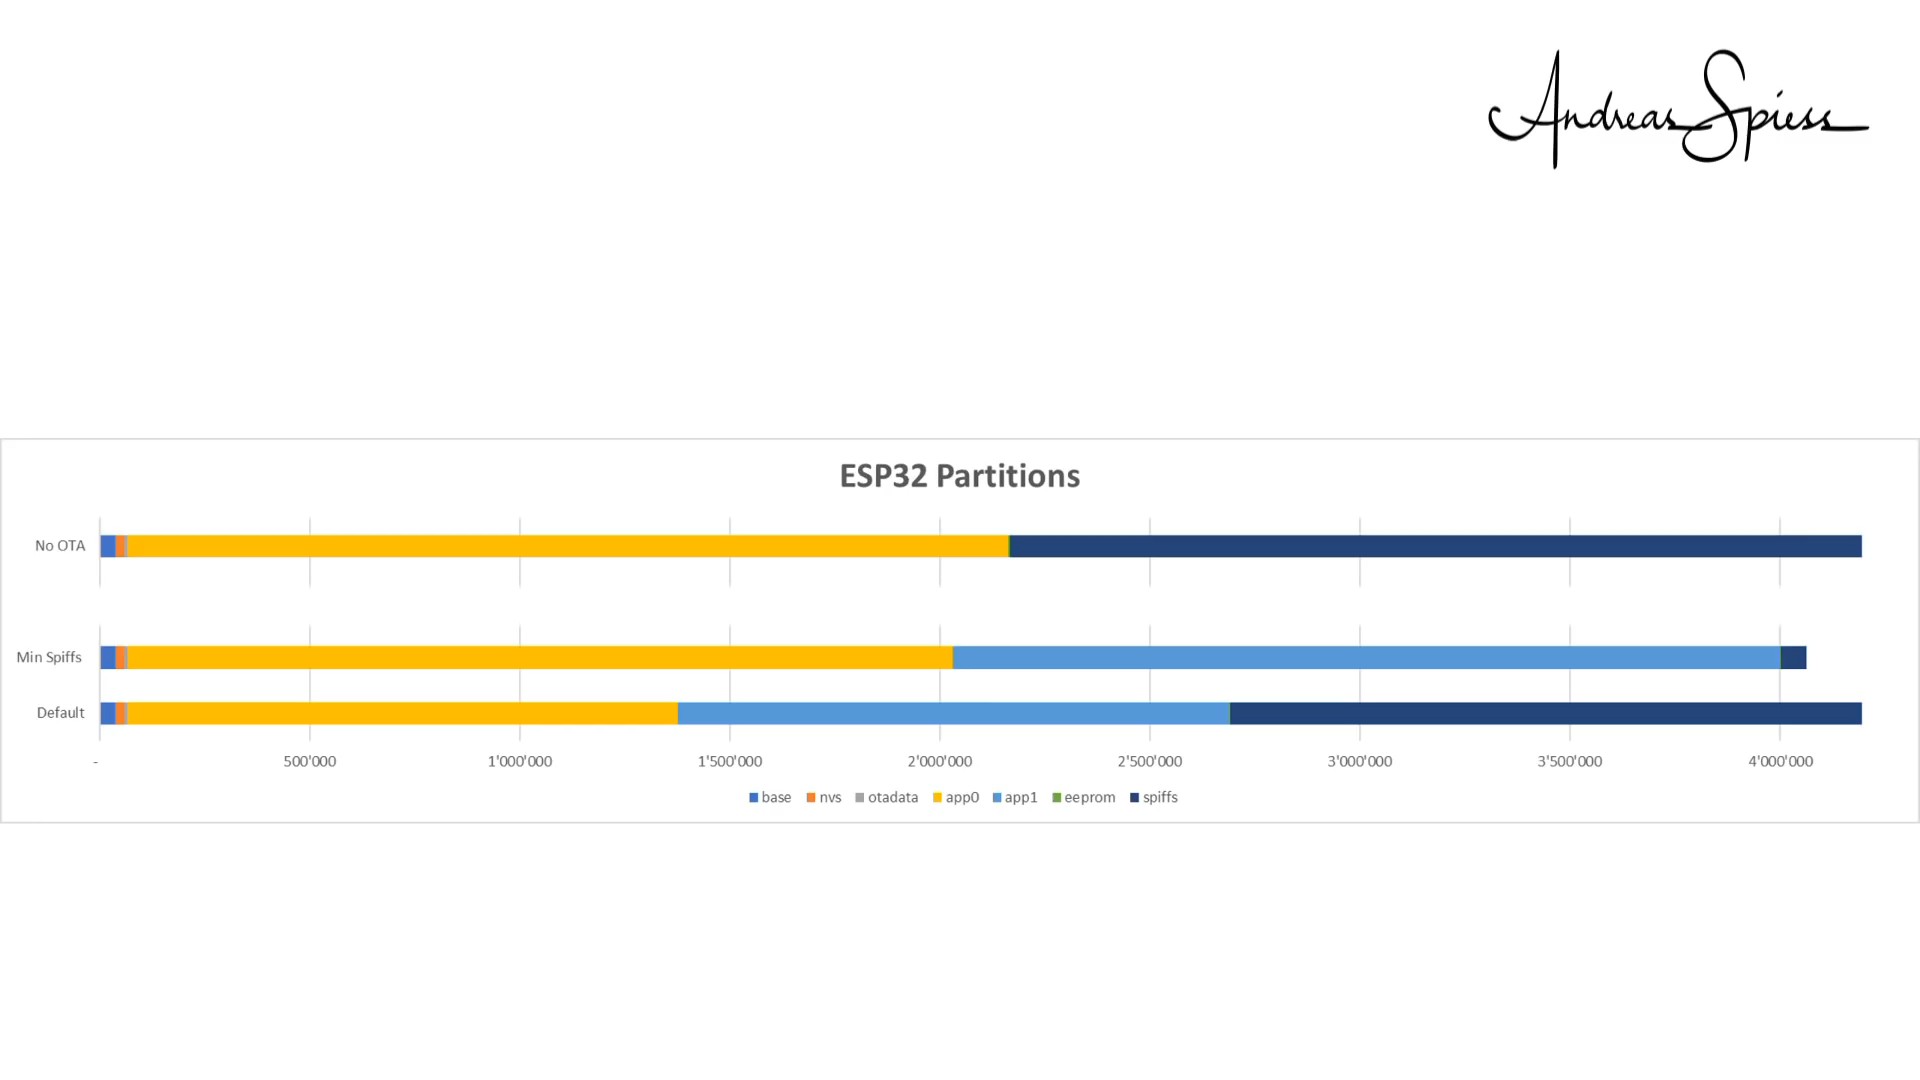 Andreas Spiess
ESP32 Partitions
No OTA
Min Spiffs
Default
- 500'000 1'000'000 1'500'000 2'000'000 2'500'000 3'000'000 3'500'000 4'000'000
base nvs otadata app0 app1 eeprom spiffs